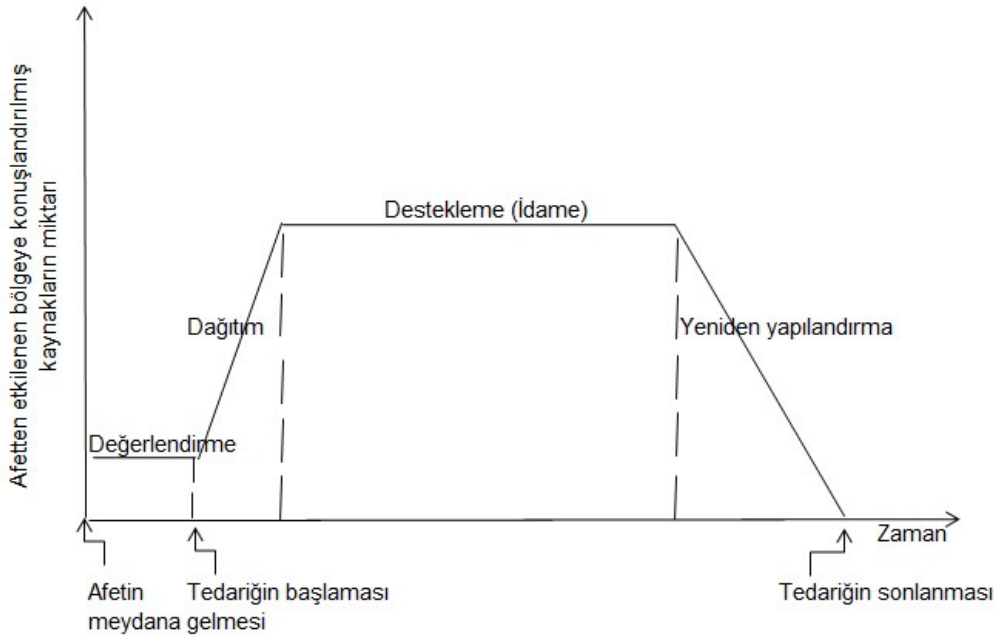 Afetten etkilenen bölgeye konuşlandırılmış
kaynakların miktarı
Destekleme (İdame)
Dağıtım
Yeniden yapılandırma
Değerlendirme
Zaman
Afetin
meydana gelmesi
Tedariğin başlaması
Tedariğin sonlanması